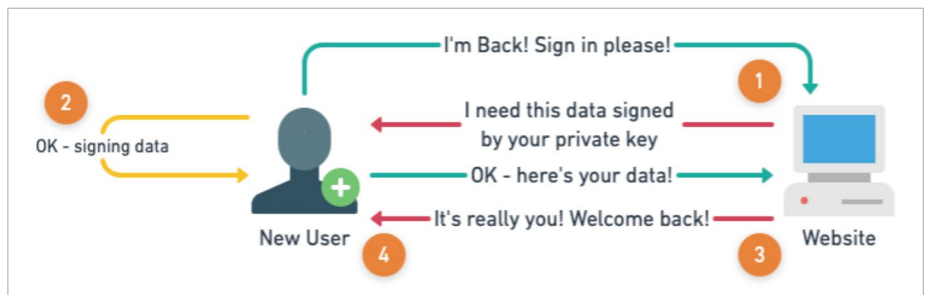 I'm Back! Sign in please!
1
2
I need this data signed
by your private key
OK - signing data
OK - here's your data!
It's really you! Welcome back!
New User
4
3
Website